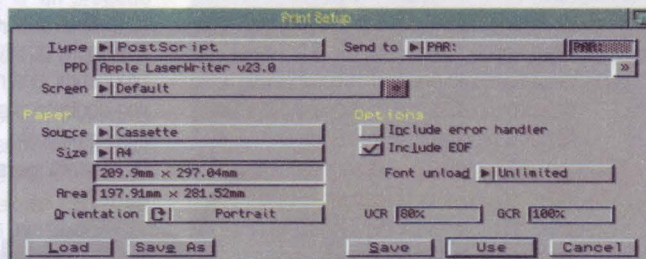 Print Setup
Type PostScript Send to PAR: PAR:
PPD Apple LaserWriter v23.0 »
Screen Default »
Paper Options
Source Cassette Include error handler
Size A4 Include EOF
209.9mm × 297.04mm Font unload Unlimited
Area 197.91mm × 281.52mm
Orientation Portrait UCR 80% GCR 100%
Load Save As Save Use Cancel